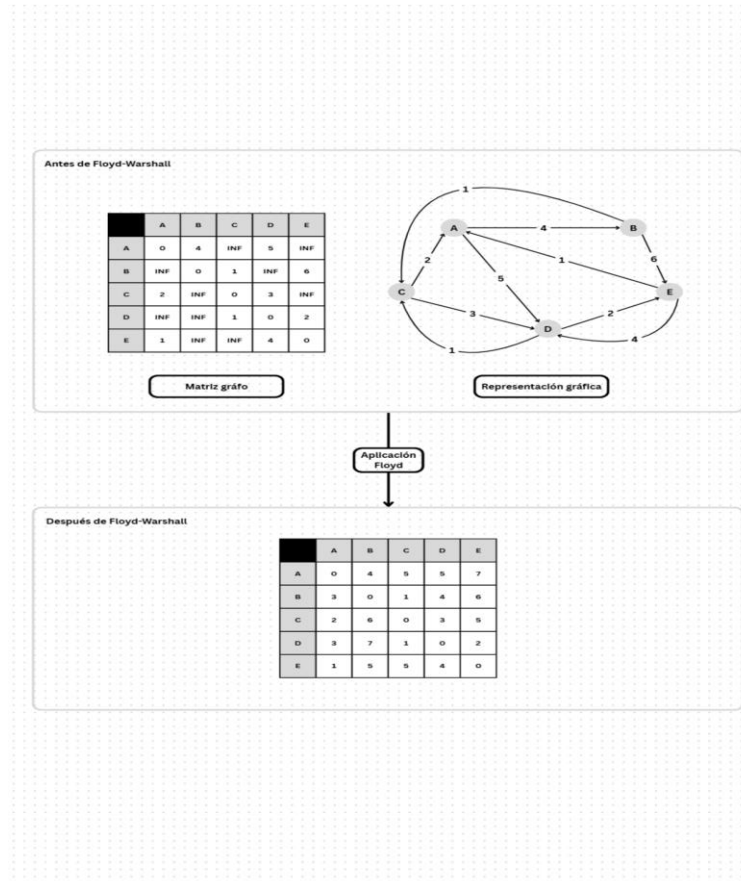 Antes de Floyd-Warshall
A B C D E
A 0 4 INF 5 INF
B INF 0 1 INF 6
C 2 INF 0 3 INF
D INF INF 1 0 2
E 1 INF INF 4 0
Matriz gráfo
1
A 4 B
2 1 6
5
C E
3 2
D
4
1
Representación gráfica
Aplicación
Floyd
Después de Floyd-Warshall
A B C D E
A 0 4 5 5 7
B 3 0 1 4 6
C 2 6 0 3 5
D 3 7 1 0 2
E 1 5 5 4 0